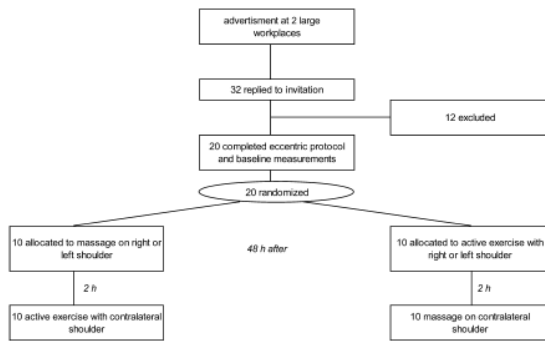 advertisment at 2 large
workplaces
32 replied to invitation
12 excluded
20 completed eccentric protocol
and baseline measurements
20 randomized
10 allocated to massage on right or
left shoulder
48 h after
10 allocated to active exercise with
right or left shoulder
2 h
2 h
10 active exercise with contralateral
shoulder
10 massage on contralateral
shoulder